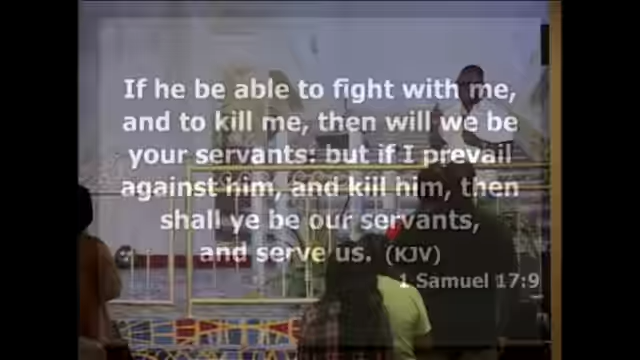 If he be able to fight with me,
and to kill me, then will we be
your servants: but if I prevail
against him, and kill him, then
shall ye be our servants,
and serve us. (KJV)
1 Samuel 17:9